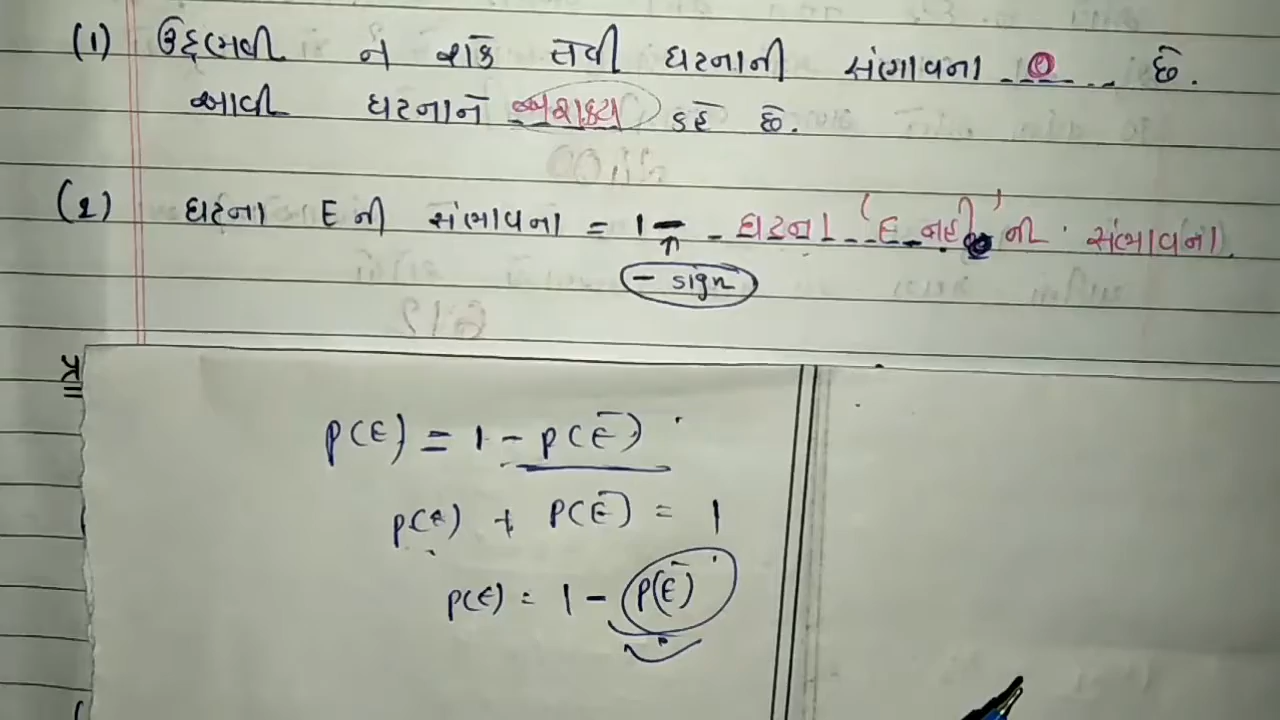 (1) ઉદ્દભવી ન શકે તેવી ઘટનાની સંભાવના 0 છે.
આવી ઘટનાને અશક્ય કહે છે.
(2) ઘટના E ની સંભાવના = 1 - ઘટના 'E નહી' ની સંભાવના.
- sign
P(E) = 1 - P(Ē)
P(E) + P(Ē) = 1
P(E) = 1 - P(Ē)